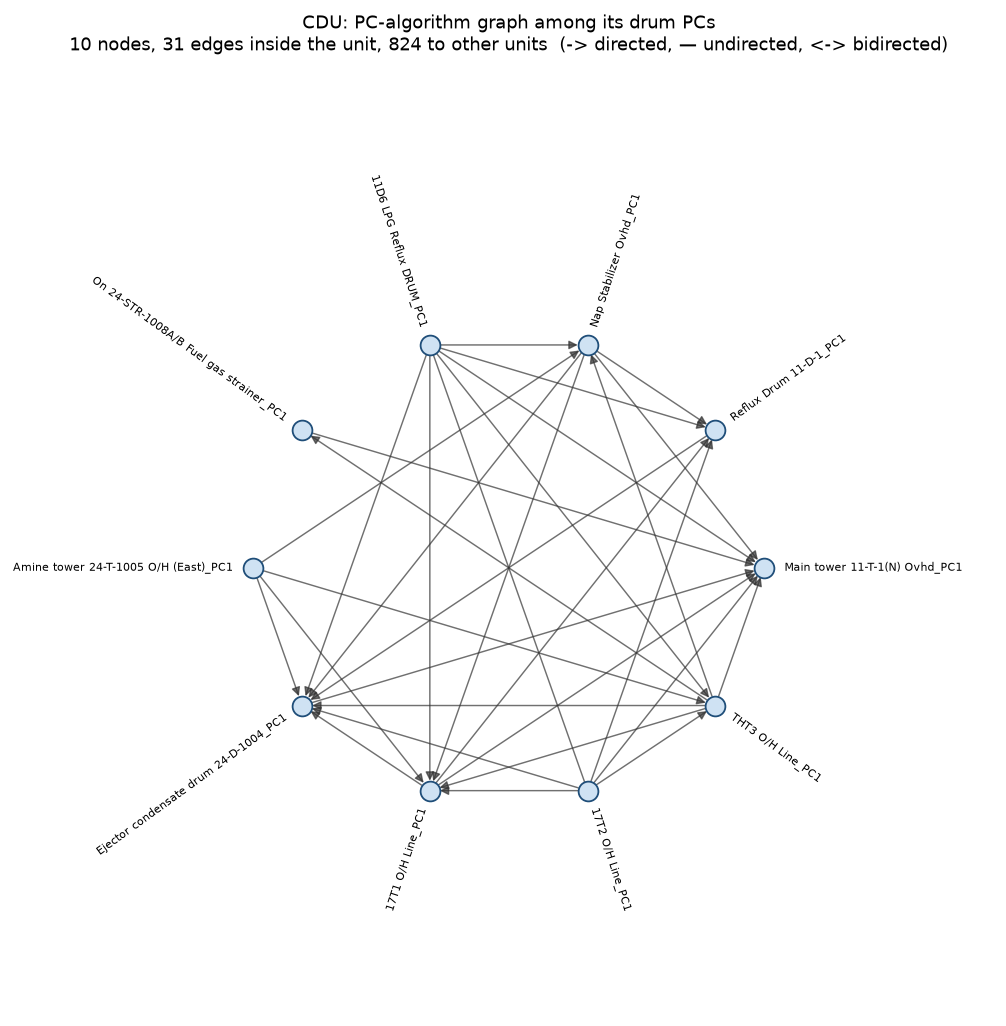 CDU: PC-algorithm graph among its drum PCs
10 nodes, 31 edges inside the unit, 824 to other units  (-> directed, — undirected, <-> bidirected)
11D6 LPG Reflux DRUM_PC1
Nap Stabilizer Ovhd_PC1
On 24-STR-1008A/B Fuel gas strainer_PC1
Reflux Drum 11-D-1_PC1
Amine tower 24-T-1005 O/H (East)_PC1
Main tower 11-T-1(N) Ovhd_PC1
Ejector condensate drum 24-D-1004_PC1
THT3 O/H Line_PC1
17T1 O/H Line_PC1
17T2 O/H Line_PC1